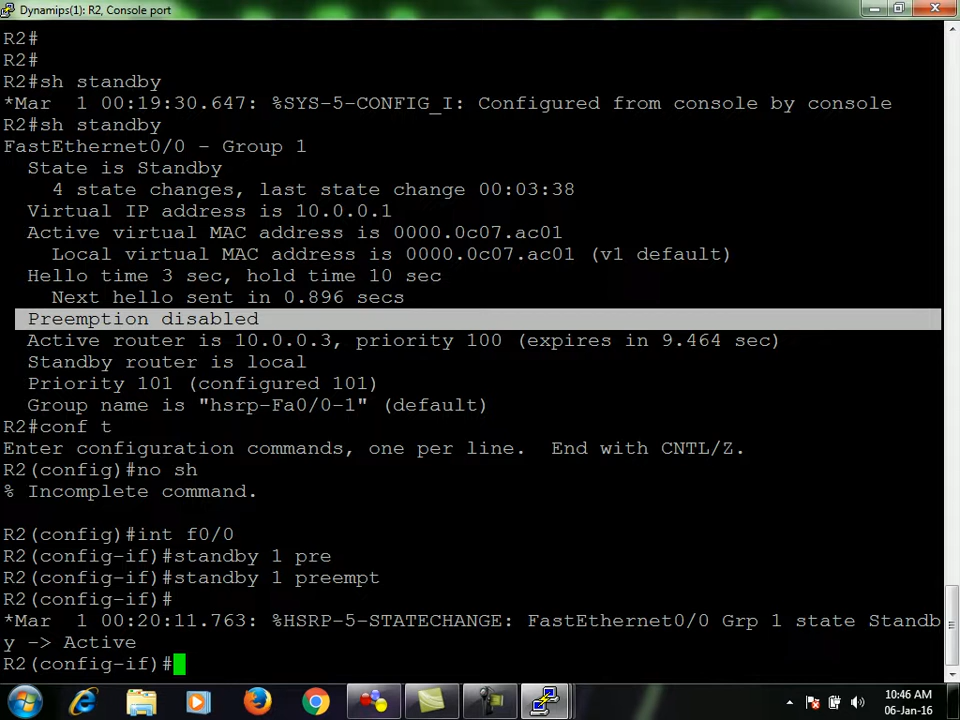 Dynamips(1): R2, Console port
R2#
R2#
R2#sh standby
*Mar  1 00:19:30.647: %SYS-5-CONFIG_I: Configured from console by console
R2#sh standby
FastEthernet0/0 - Group 1
  State is Standby
    4 state changes, last state change 00:03:38
  Virtual IP address is 10.0.0.1
  Active virtual MAC address is 0000.0c07.ac01
    Local virtual MAC address is 0000.0c07.ac01 (v1 default)
  Hello time 3 sec, hold time 10 sec
    Next hello sent in 0.896 secs
  Preemption disabled
  Active router is 10.0.0.3, priority 100 (expires in 9.464 sec)
  Standby router is local
  Priority 101 (configured 101)
  Group name is "hsrp-Fa0/0-1" (default)
R2#conf t
Enter configuration commands, one per line.  End with CNTL/Z.
R2(config)#no sh
% Incomplete command.
R2(config)#int f0/0
R2(config-if)#standby 1 pre
R2(config-if)#standby 1 preempt
R2(config-if)#
*Mar  1 00:20:11.763: %HSRP-5-STATECHANGE: FastEthernet0/0 Grp 1 state Standb
y -> Active
R2(config-if)#
10:46 AM
06-Jan-16